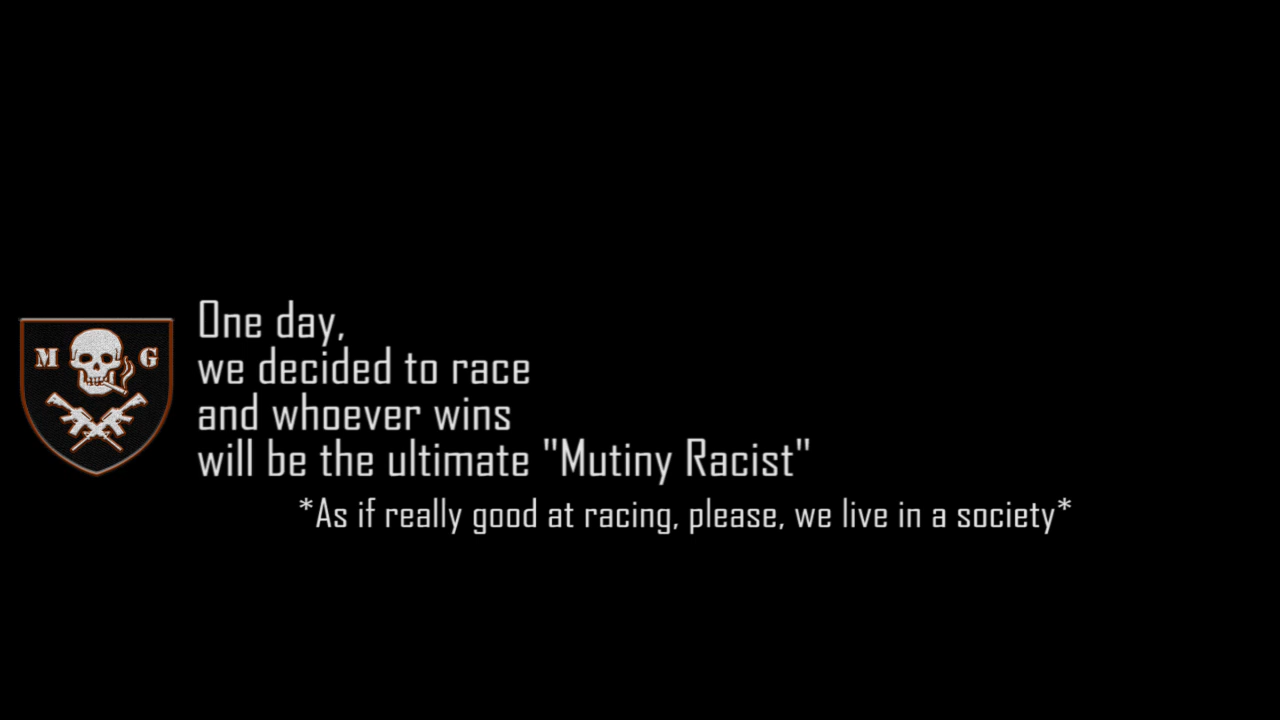 M G
One day,
we decided to race
and whoever wins
will be the ultimate "Mutiny Racist"
*As if really good at racing, please, we live in a society*